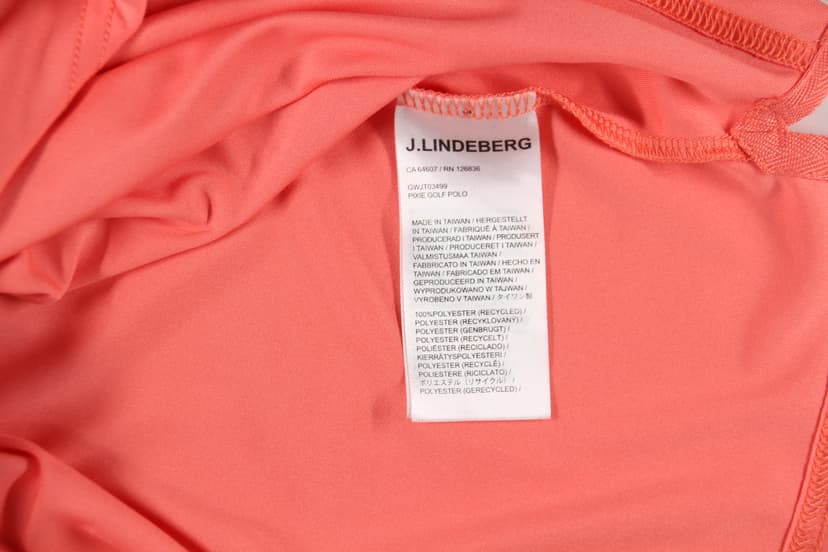 J.LINDEBERG
CA 64607 / RN 126836
GWJT03499
PIXIE GOLF POLO
MADE IN TAIWAN / HERGESTELLT
IN TAIWAN / FABRIQUÉ À TAIWAN /
PRODUCERAD I TAIWAN / PRODUSERT
I TAIWAN / PRODUCERET I TAIWAN /
VALMISTUSMAA TAIWAN /
FABBRICATO IN TAIWAN / HECHO EN
TAIWAN / FABRICADO EM TAIWAN /
GEPRODUCEERD IN TAIWAN /
WYPRODUKOWANO W TAJWAN /
VYROBENO V TAIWAN / タイワン製
100%POLYESTER (RECYCLED) /
POLYESTER (RECYKLOVANÝ) /
POLYESTER (GENBRUGT) /
POLYESTER (RECYCELT) /
POLIÉSTER (RECICLADO) /
KIERRÄTYSPOLYESTERI /
POLYESTER (RECYCLÉ) /
POLIESTERE (RICICLATO) /
ポリエステル (リサイクル) /
POLYESTER (GERECYCLED) /